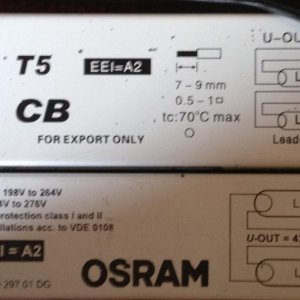 T5 EEI=A2 U-OU
7 – 9 mm
CB 0.5 – 1
FOR EXPORT ONLY tc:70°C max
Lead
198V to 264V
V to 276V
rotection class I and II
llations acc. to VDE 0108
I = A2 U-OUT = 4
297 01 DG OSRAM